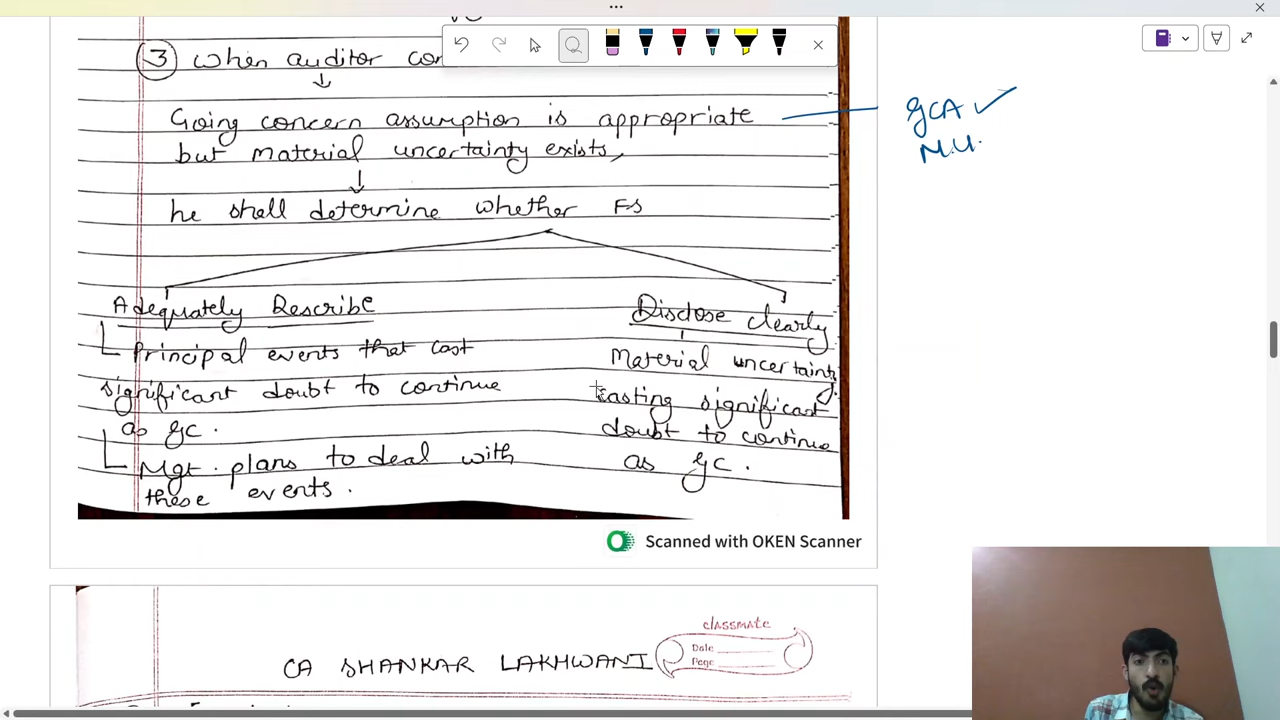 3 When auditor con
Going concern assumption is appropriate
but material uncertainty exists,
he shall determine whether FS
Adequately Describe
Principal events that cast
significant doubt to continue
as GC.
Mgt. plans to deal with
these events.
Disclose clearly
Material uncertainty
casting significant
doubt to continue
as GC.
GCA ✓
M.U.
Scanned with OKEN Scanner
classmate
Date
Page
CA SHANKAR LAKHWANI